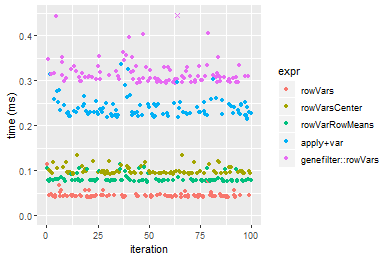 time (ms)
0.4
0.3
0.2
0.1
0.0
0
25
50
75
100
iteration
expr
rowVars
rowVarsCenter
rowVarRowMeans
apply+var
genefilter::rowVars